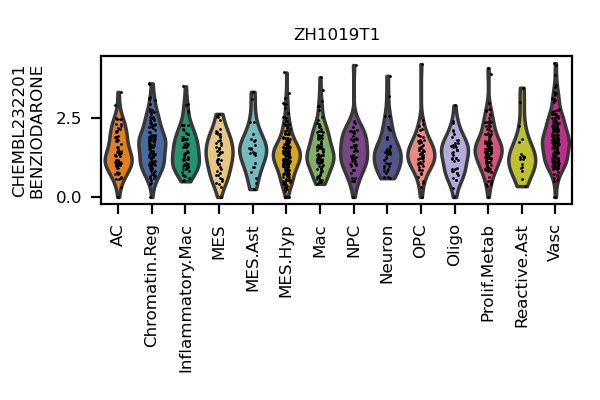 ZH1019T1
CHEMBL232201
BENZIODARONE
2.5
0.0
AC
Chromatin.Reg
Inflammatory.Mac
MES
MES.Ast
MES.Hyp
Mac
NPC
Neuron
OPC
Oligo
Prolif.Metab
Reactive.Ast
Vasc